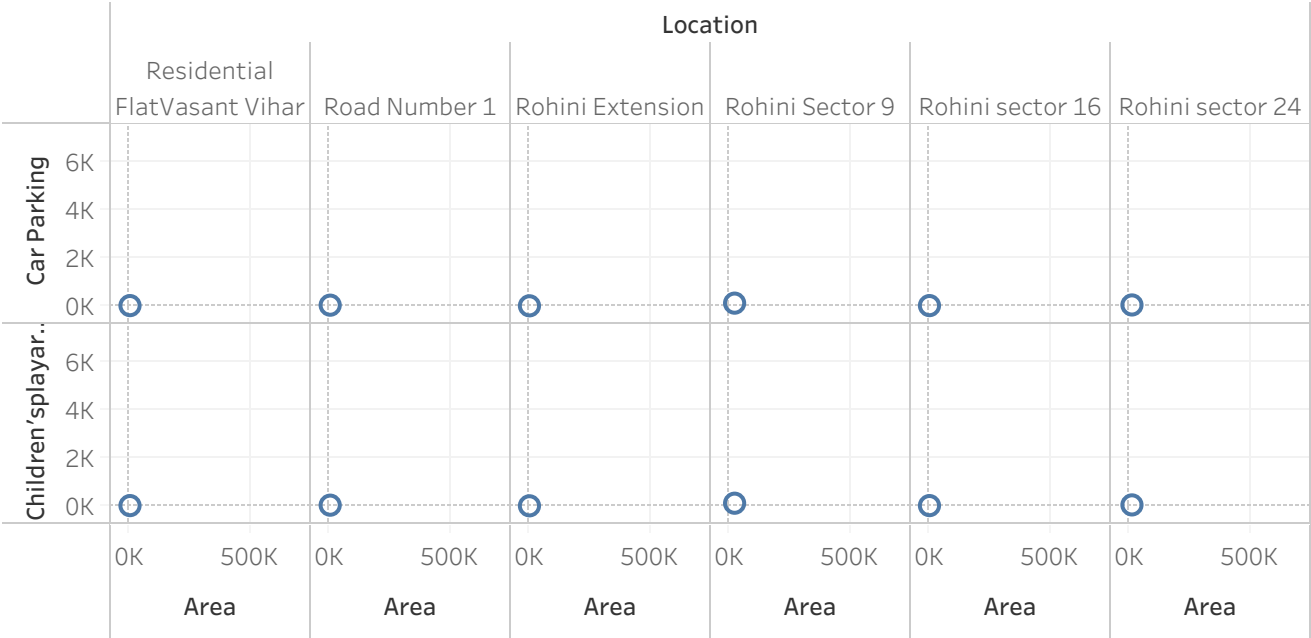 Location
Residential
FlatVasant Vihar
Road Number 1
Rohini Extension
Rohini Sector 9
Rohini sector 16
Rohini sector 24
Car Parking
6K
4K
2K
0K
Children'splayar..
6K
4K
2K
0K
0K 500K 0K 500K 0K 500K 0K 500K 0K 500K 0K 500K
Area Area Area Area Area Area